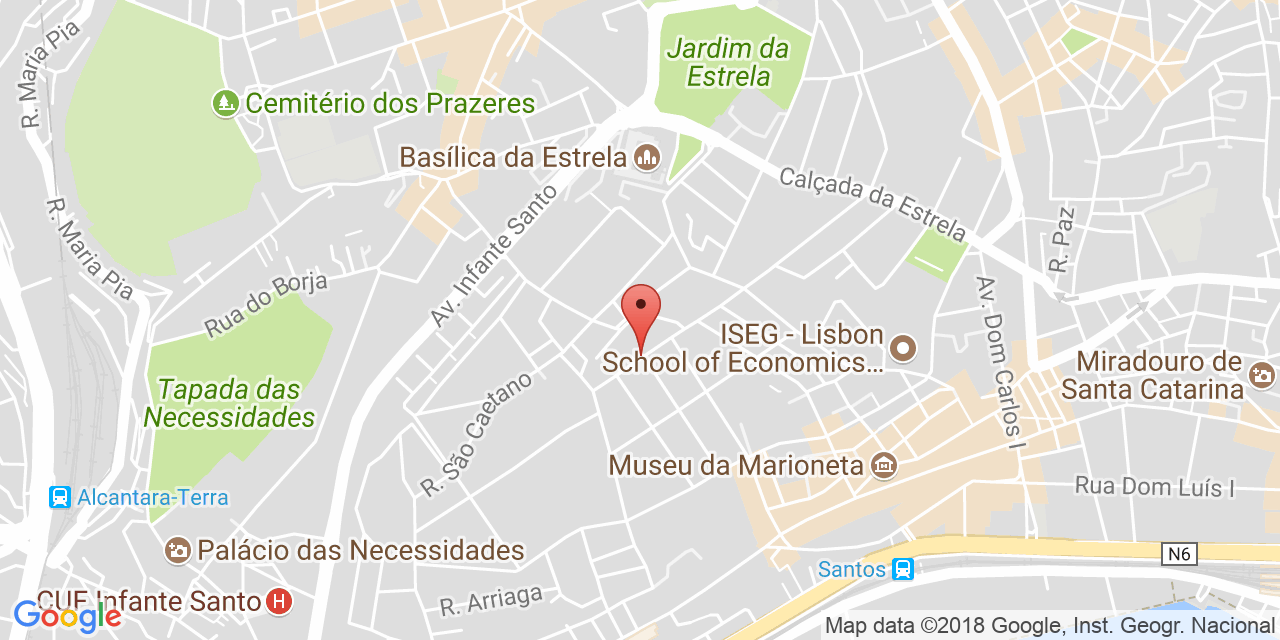 R. Maria Pia
Jardim da
Estrela
Cemitério dos Prazeres
Basílica da Estrela
Calçada da Estrela
R. Maria Pia
Av. Infante Santo
R. Paz
Rua do Borja
Av. Dom Carlos I
ISEG - Lisbon
School of Economics...
Miradouro de
Santa Catarina
Tapada das
Necessidades
R. São Caetano
Museu da Marioneta
Rua Dom Luís I
Alcantara-Terra
Palácio das Necessidades
N6
Santos
CUF Infante Santo
H
R. Arriaga
Google
Map data ©2018 Google, Inst. Geogr. Nacional